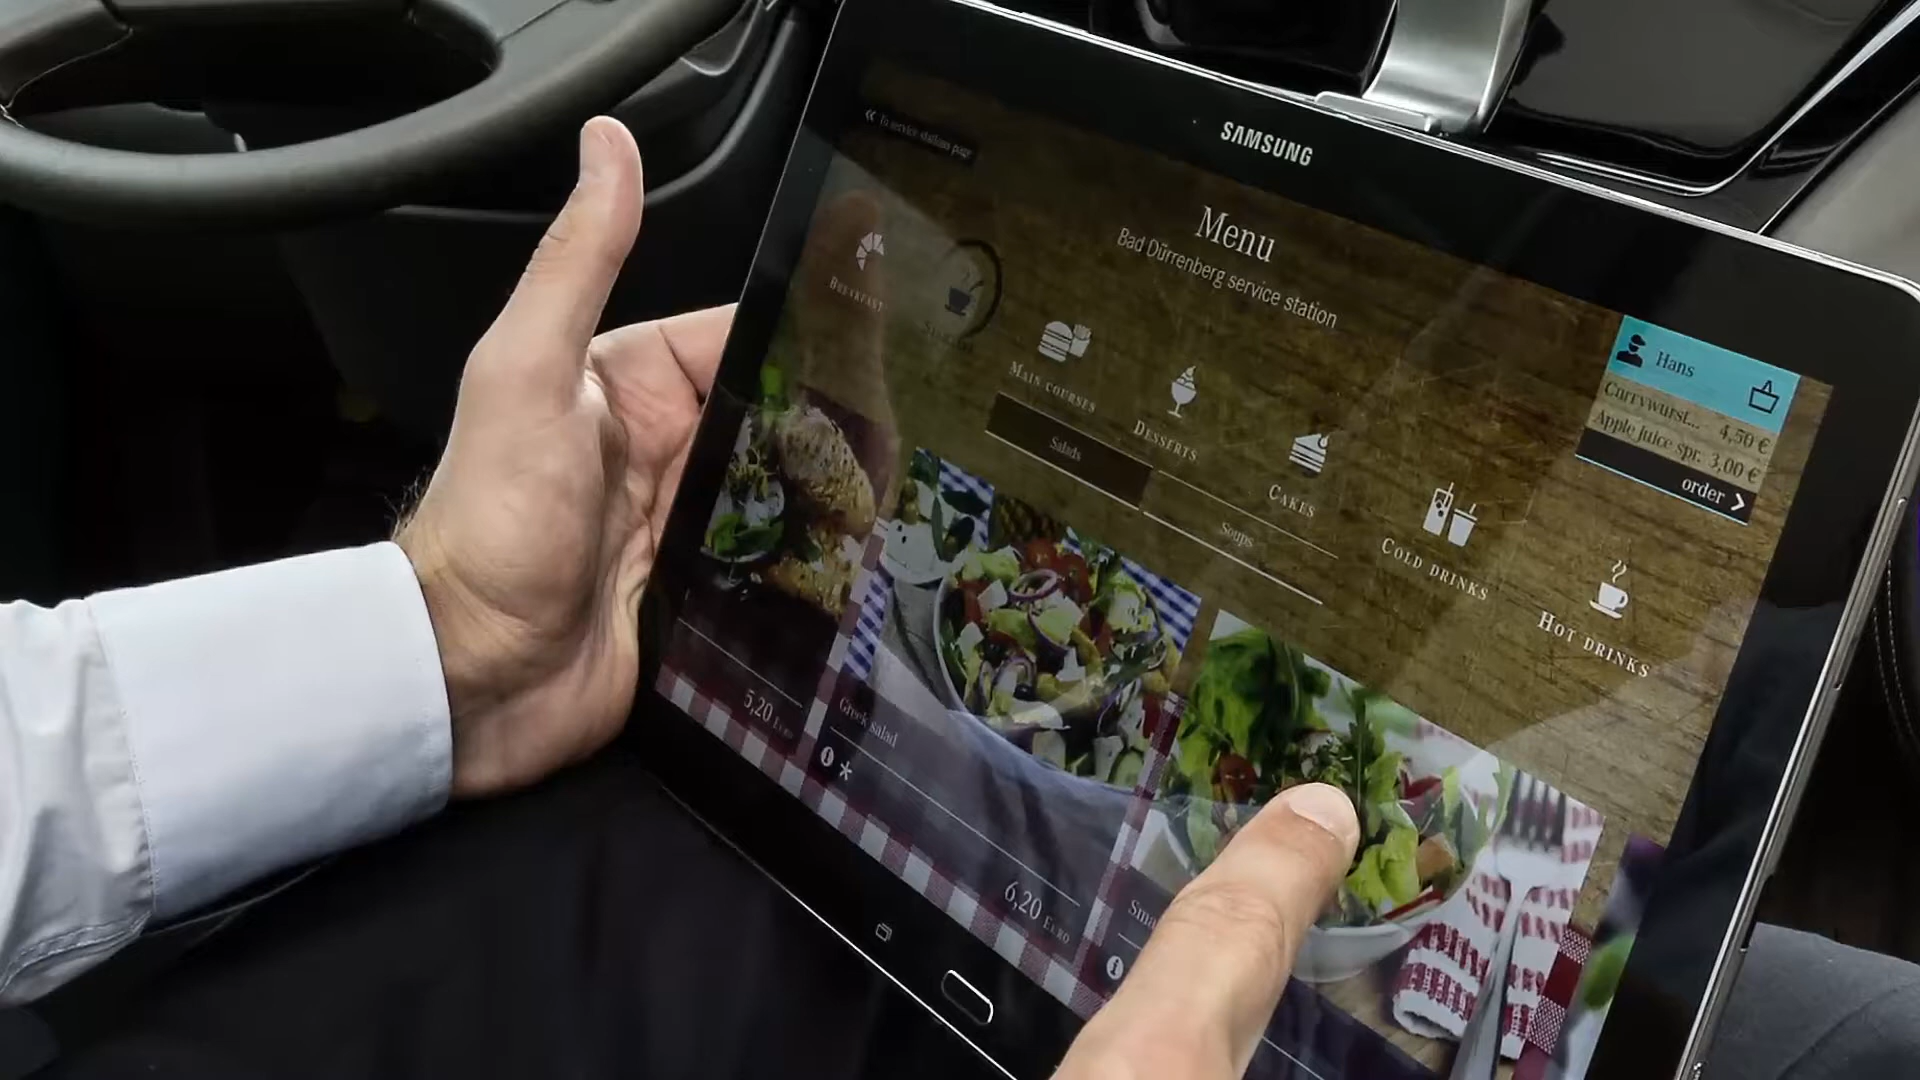 SAMSUNG
« To service stations page
Menu
Bad Dürrenberg service station
BREAKFAST
MAIN COURSES
DESSERTS
CAKES
COLD DRINKS
HOT DRINKS
Salads
Soups
Hans
Currywurst... 4,50 €
Apple juice spr. 3,00 €
order >
5,20 EURO
Greek salad
i *
6,20 EURO
i